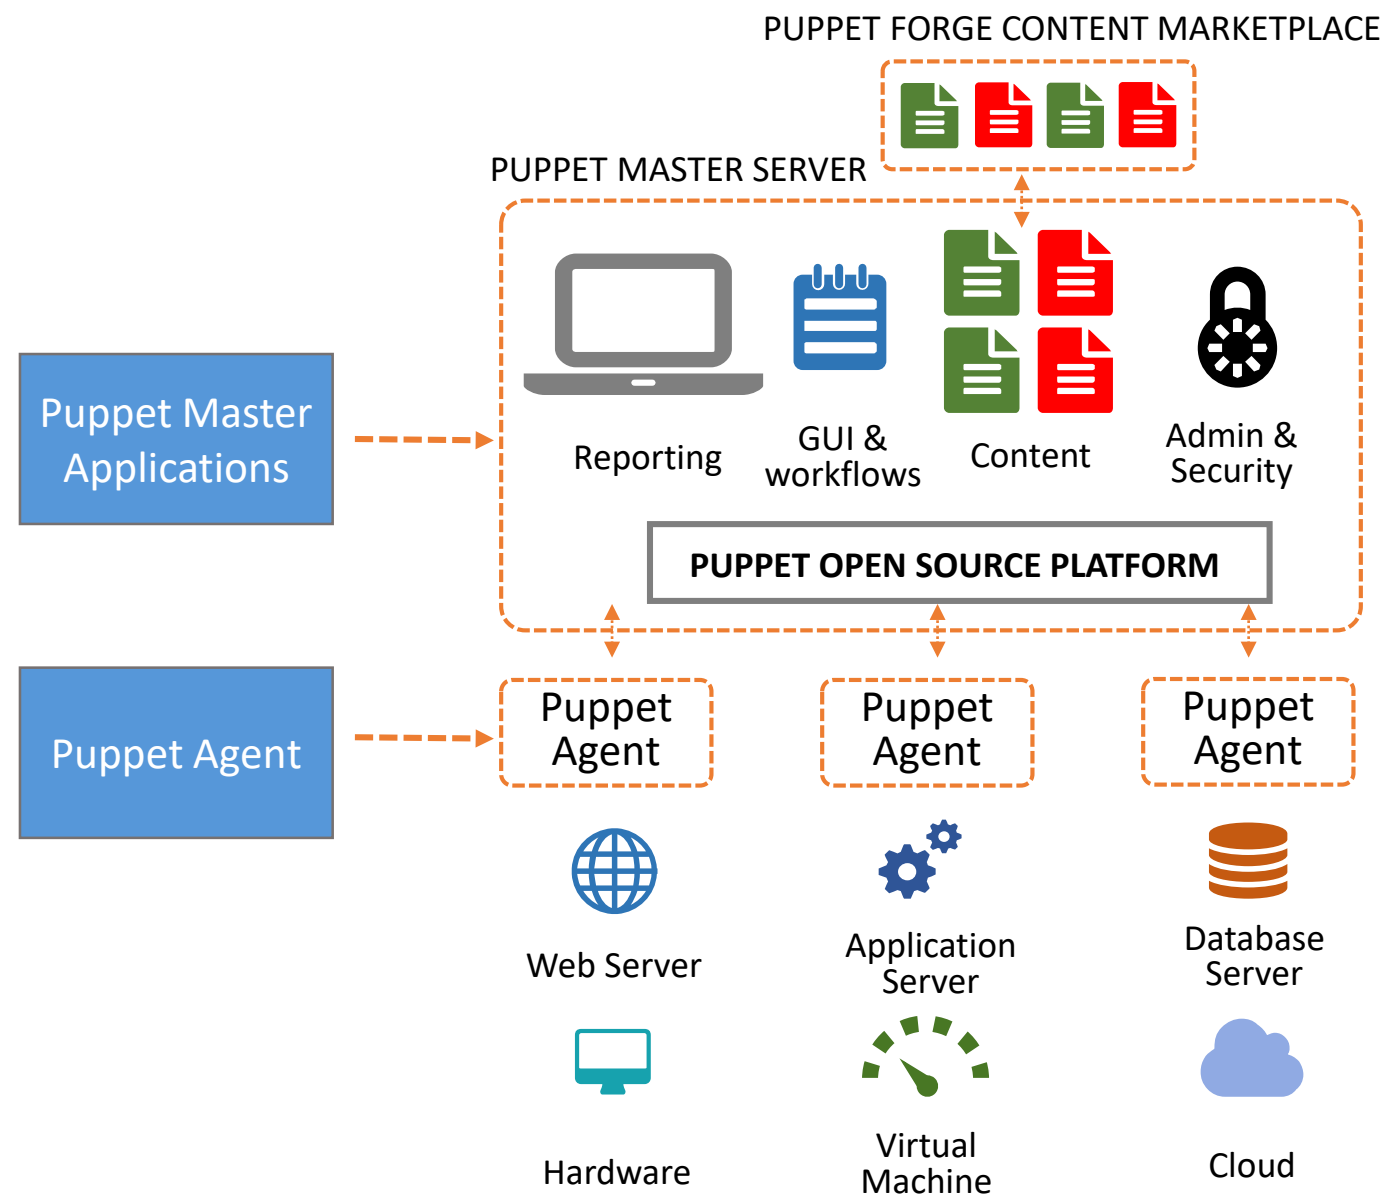 PUPPET FORGE CONTENT MARKETPLACE
PUPPET MASTER SERVER
Puppet Master
Applications
Reporting
GUI &
workflows
Content
Admin &
Security
PUPPET OPEN SOURCE PLATFORM
Puppet Agent
Puppet
Agent
Puppet
Agent
Puppet
Agent
Web Server
Application
Server
Database
Server
Hardware
Virtual
Machine
Cloud